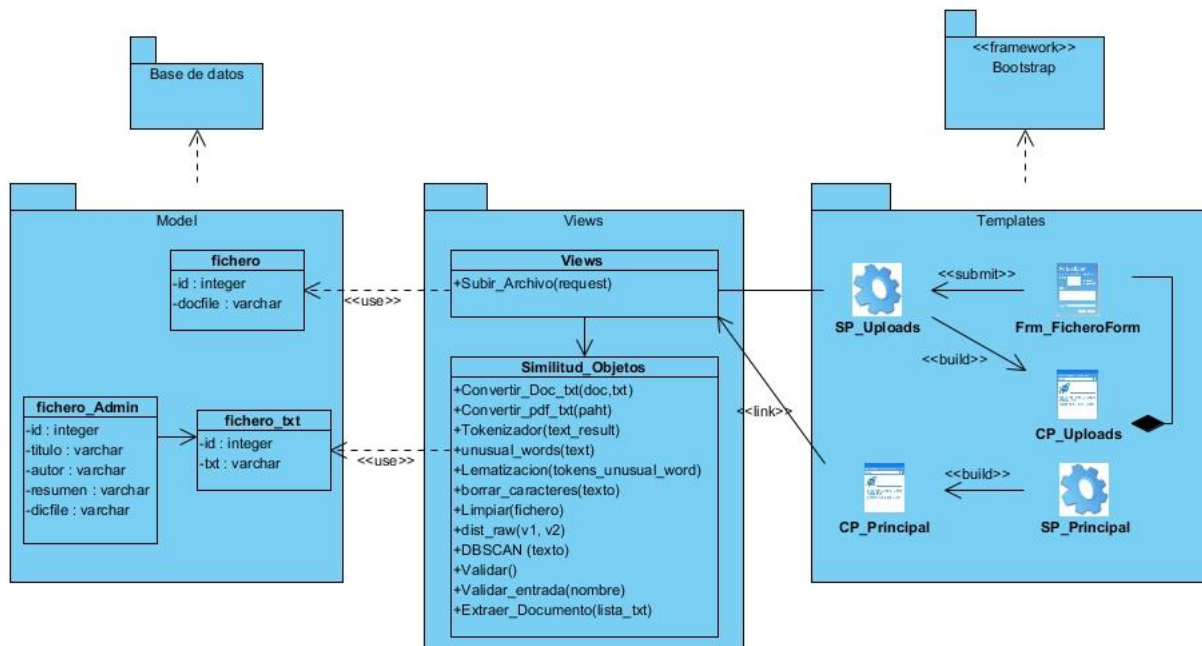 Base de datos
<<framework>>
Bootstrap
Model
fichero
-id : integer
-docfile : varchar
<<use>>
fichero_Admin
-id : integer
-titulo : varchar
-autor : varchar
-resumen : varchar
-dicfile : varchar
fichero_txt
-id : integer
-txt : varchar
<<use>>
Views
Views
+Subir_Archivo(request)
Similitud_Objetos
+Convertir_Doc_txt(doc,txt)
+Convertir_pdf_txt(paht)
+Tokenizador(text_result)
+unusual_words(text)
+Lematizacion(tokens_unusual_word)
+borrar_caracteres(texto)
+Limpiar(fichero)
+dist_raw(v1, v2)
+DBSCAN (texto)
+Validar()
+Validar_entrada(nombre)
+Extraer_Documento(lista_txt)
<<link>>
Templates
<<submit>>
SP_Uploads
Frm_FicheroForm
<<build>>
CP_Uploads
<<build>>
CP_Principal
SP_Principal